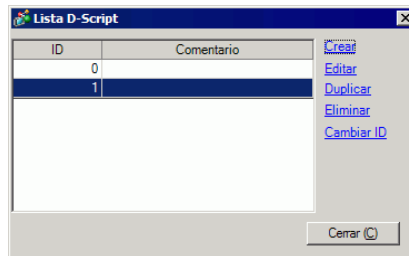 Lista D-Script
ID Comentario
0
1
Crear
Editar
Duplicar
Eliminar
Cambiar ID
Cerrar (C)